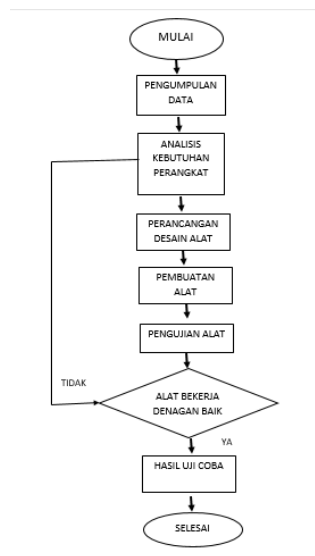 MULAI
PENGUMPULAN
DATA
ANALISIS
KEBUTUHAN
PERANGKAT
PERANCANGAN
DESAIN ALAT
PEMBUATAN
ALAT
PENGUJIAN ALAT
TIDAK
ALAT BEKERJA
DENAGAN BAIK
YA
HASIL UJI COBA
SELESAI